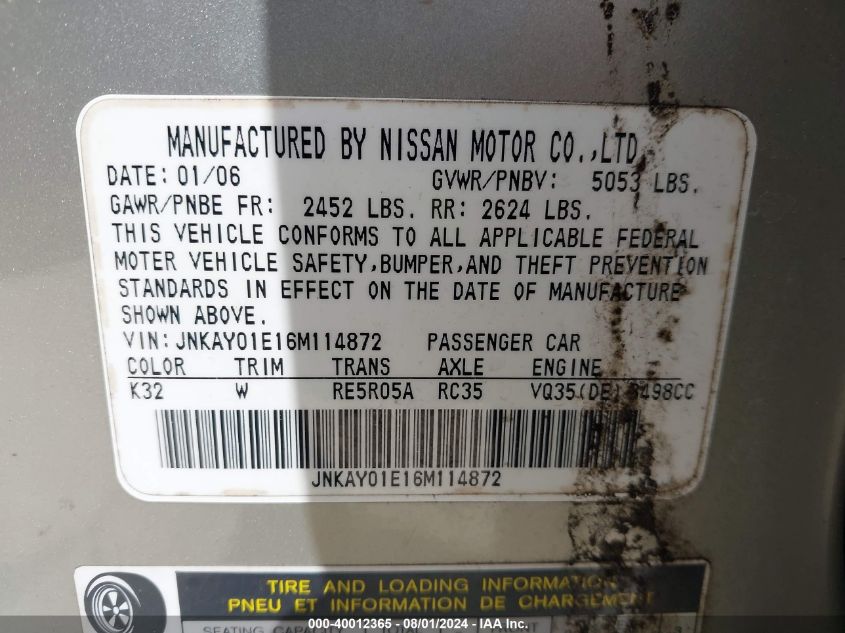 MANUFACTURED BY NISSAN MOTOR CO.,LTD.
DATE: 01/06 GVWR/PNBV: 5053 LBS.
GAWR/PNBE FR: 2452 LBS. RR: 2624 LBS.
THIS VEHICLE CONFORMS TO ALL APPLICABLE FEDERAL
MOTER VEHICLE SAFETY,BUMPER,AND THEFT PREVENTION
STANDARDS IN EFFECT ON THE DATE OF MANUFACTURE
SHOWN ABOVE.
VIN: JNKAY01E16M114872 PASSENGER CAR
COLOR TRIM TRANS AXLE ENGINE
K32 W RE5R05A RC35 VQ35(DE) 3498CC
JNKAY01E16M114872
TIRE AND LOADING INFORMATION
PNEU ET INFORMATION DE CHARGEMENT
SEATING CAPACITY TOTAL
000-40012365 - 08/01/2024 - IAA Inc.